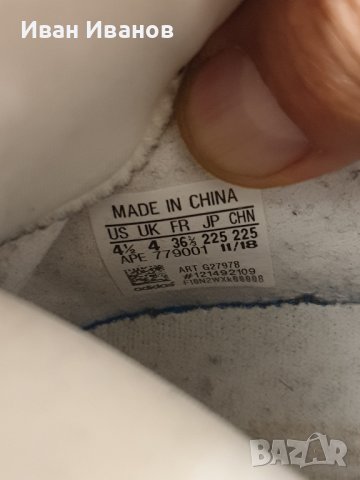 Иван Иванов
MADE IN CHINA
US UK FR JP CHN
4½ 4 36⅔ 225 225
APE 779001 11/18
ART G27978
#121492109
adidas
BAZAR